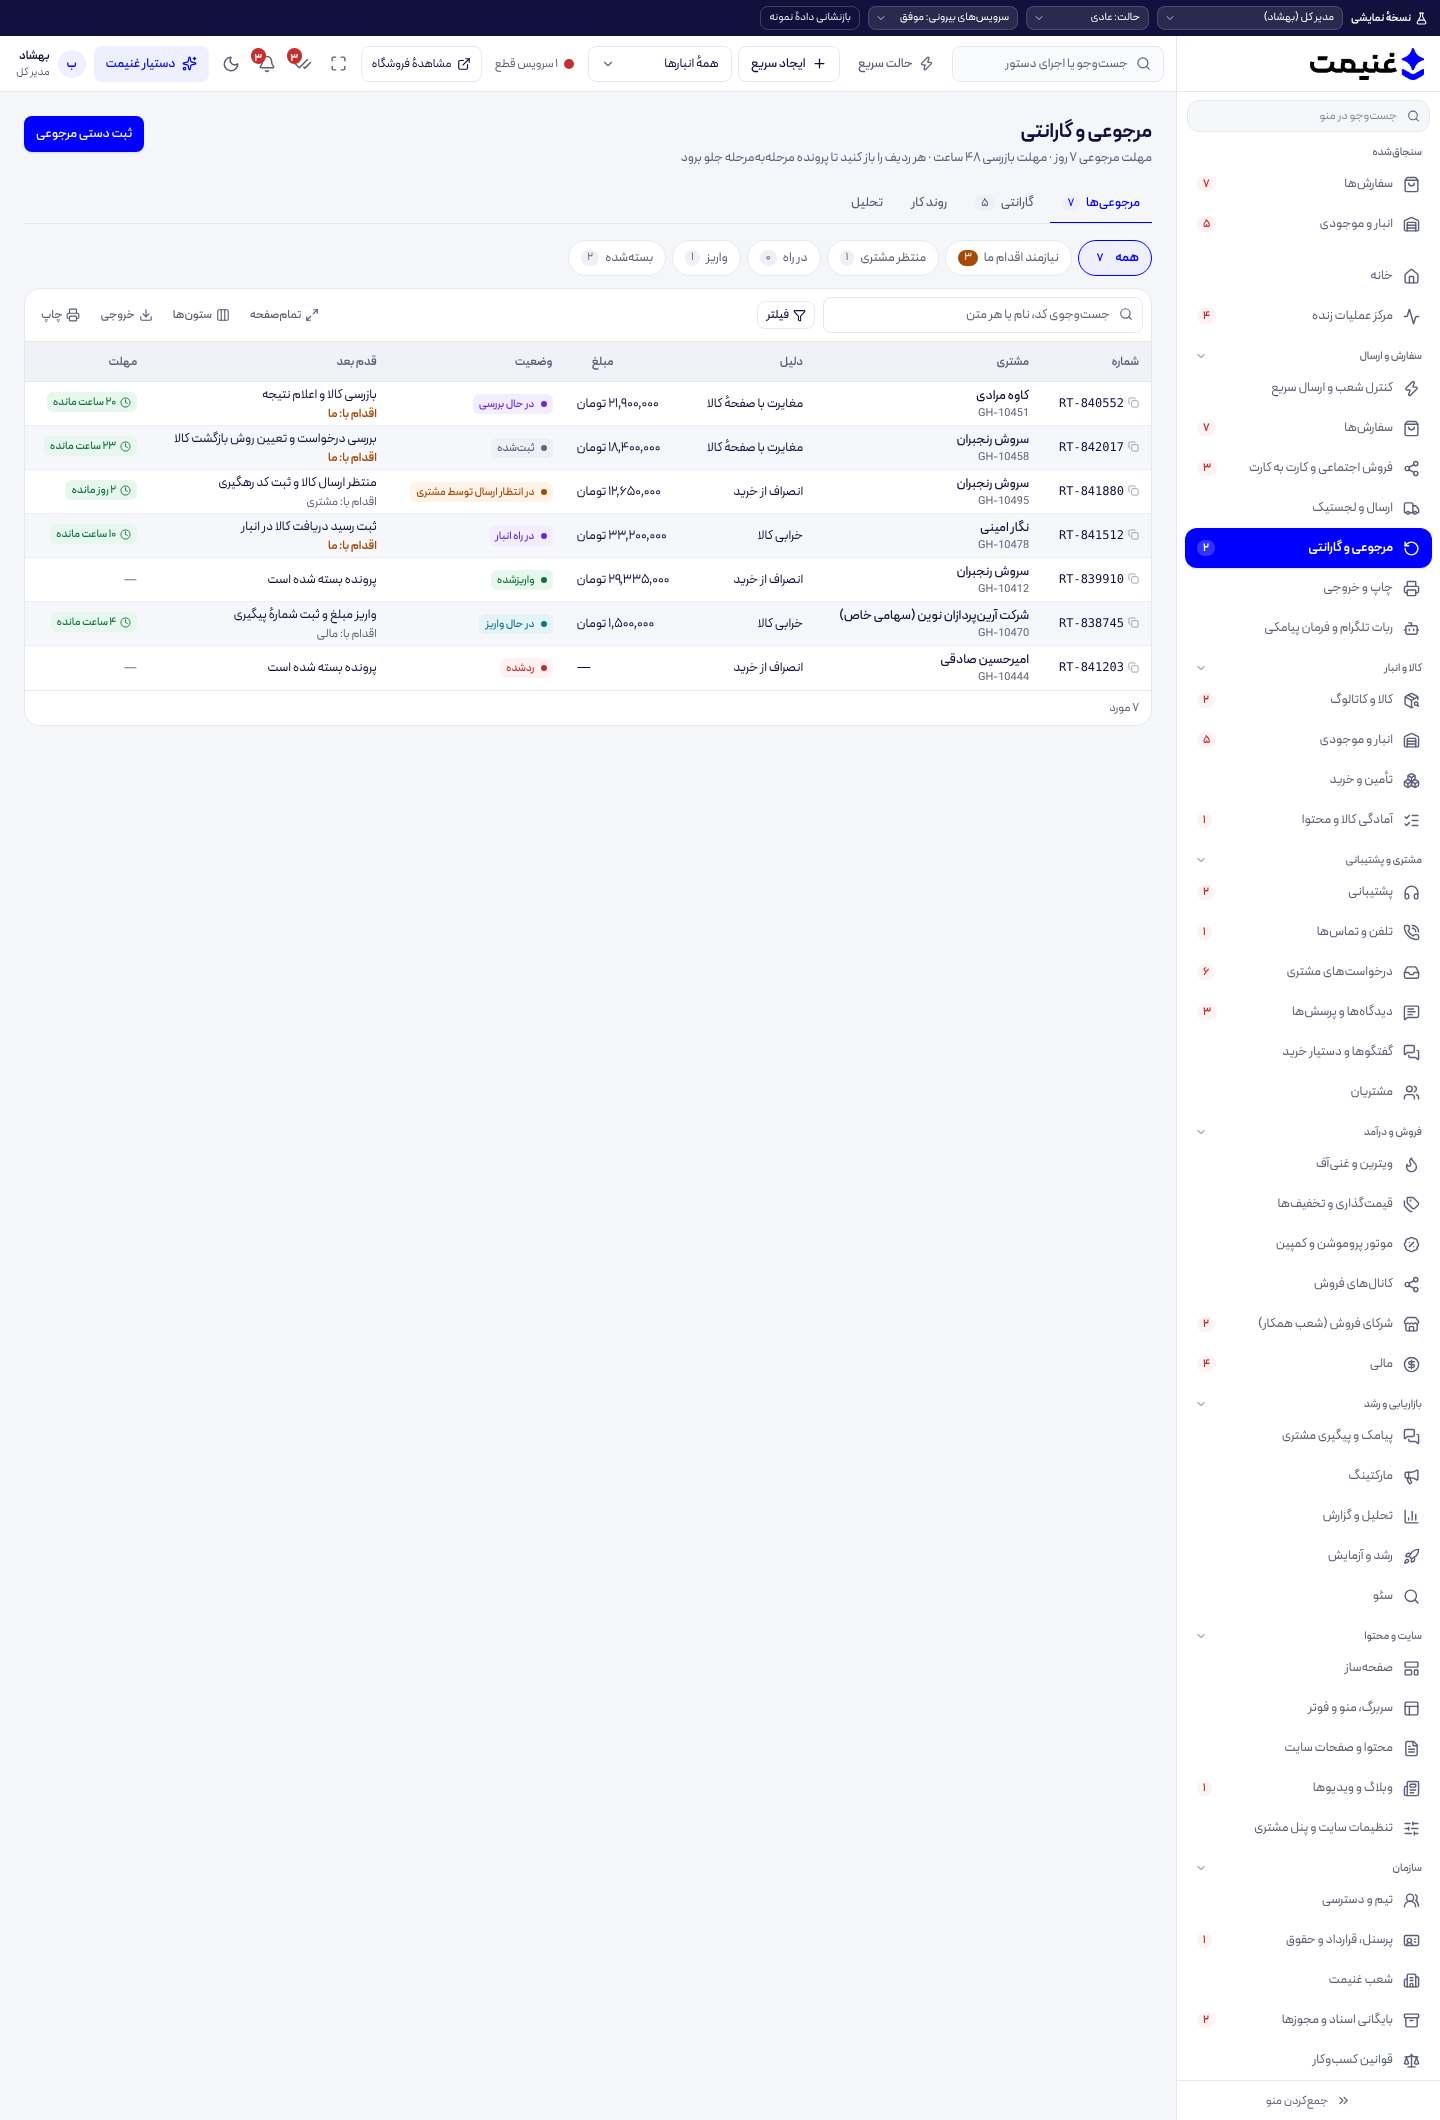 نسخهٔ نمایشی
مدیر کل (بهشاد)
حالت: عادی
سرویس‌های بیرونی: موفق
بازنشانی دادهٔ نمونه
غنیمت
جست‌وجو یا اجرای دستور
حالت سریع
ایجاد سریع
همهٔ انبارها
۱ سرویس قطع
مشاهدهٔ فروشگاه
۳
۳
دستیار غنیمت
ب
بهشاد
مدیر کل
جست‌وجو در منو
سنجاق‌شده
سفارش‌ها ۷
انبار و موجودی ۵
خانه
مرکز عملیات زنده ۴
سفارش و ارسال
کنترل شعب و ارسال سریع
سفارش‌ها ۷
فروش اجتماعی و کارت به کارت ۳
ارسال و لجستیک
مرجوعی و گارانتی ۲
چاپ و خروجی
ربات تلگرام و فرمان پیامکی
کالا و انبار
کالا و کاتالوگ ۲
انبار و موجودی ۵
تأمین و خرید
آمادگی کالا و محتوا ۱
مشتری و پشتیبانی
پشتیبانی ۲
تلفن و تماس‌ها ۱
درخواست‌های مشتری ۶
دیدگاه‌ها و پرسش‌ها ۳
گفتگوها و دستیار خرید
مشتریان
فروش و درآمد
ویترین و غنی‌آف
قیمت‌گذاری و تخفیف‌ها
موتور پروموشن و کمپین
کانال‌های فروش
شرکای فروش (شعب همکار) ۲
مالی ۴
بازاریابی و رشد
پیامک و پیگیری مشتری
مارکتینگ
تحلیل و گزارش
رشد و آزمایش
سئو
سایت و محتوا
صفحه‌ساز
سربرگ، منو و فوتر
محتوا و صفحات سایت
وبلاگ و ویدیوها ۱
تنظیمات سایت و پنل مشتری
سازمان
تیم و دسترسی
پرسنل، قرارداد و حقوق ۱
شعب غنیمت
بایگانی اسناد و مجوزها ۲
قوانین کسب‌وکار
جمع‌کردن منو
مرجوعی و گارانتی
مهلت مرجوعی ۷ روز · مهلت بازرسی ۴۸ ساعت · هر ردیف را باز کنید تا پرونده مرحله‌به‌مرحله جلو برود
ثبت دستی مرجوعی
مرجوعی‌ها ۷
گارانتی ۵
روند کار
تحلیل
همه ۷
نیازمند اقدام ما ۳
منتظر مشتری ۱
در راه ۰
واریز ۱
بسته‌شده ۲
جست‌وجوی کد، نام یا هر متن
فیلتر
تمام‌صفحه
ستون‌ها
خروجی
چاپ
شماره مشتری دلیل مبلغ وضعیت قدم بعد مهلت
RT-840552 کاوه مرادی مغایرت با صفحهٔ کالا ۲۱,۹۰۰,۰۰۰ تومان در حال بررسی بازرسی کالا و اعلام نتیجه ۲۰ ساعت مانده
GH-10451 اقدام با: ما
RT-842017 سروش رنجبران مغایرت با صفحهٔ کالا ۱۸,۴۰۰,۰۰۰ تومان ثبت‌شده بررسی درخواست و تعیین روش بازگشت کالا ۲۳ ساعت مانده
GH-10458 اقدام با: ما
RT-841880 سروش رنجبران انصراف از خرید ۱۲,۶۵۰,۰۰۰ تومان در انتظار ارسال توسط مشتری منتظر ارسال کالا و ثبت کد رهگیری ۲ روز مانده
GH-10495 اقدام با: مشتری
RT-841512 نگار امینی خرابی کالا ۳۳,۲۰۰,۰۰۰ تومان در راه انبار ثبت رسید دریافت کالا در انبار ۱۰ ساعت مانده
GH-10478 اقدام با: ما
RT-839910 سروش رنجبران انصراف از خرید ۲۹,۳۳۵,۰۰۰ تومان واریزشده پرونده بسته شده است —
GH-10412
RT-838745 شرکت آرین‌پردازان نوین (سهامی خاص) خرابی کالا ۱,۵۰۰,۰۰۰ تومان در حال واریز واریز مبلغ و ثبت شمارهٔ پیگیری ۴ ساعت مانده
GH-10470 اقدام با: مالی
RT-841203 امیرحسین صادقی انصراف از خرید — ردشده پرونده بسته شده است —
GH-10444
۷ مورد